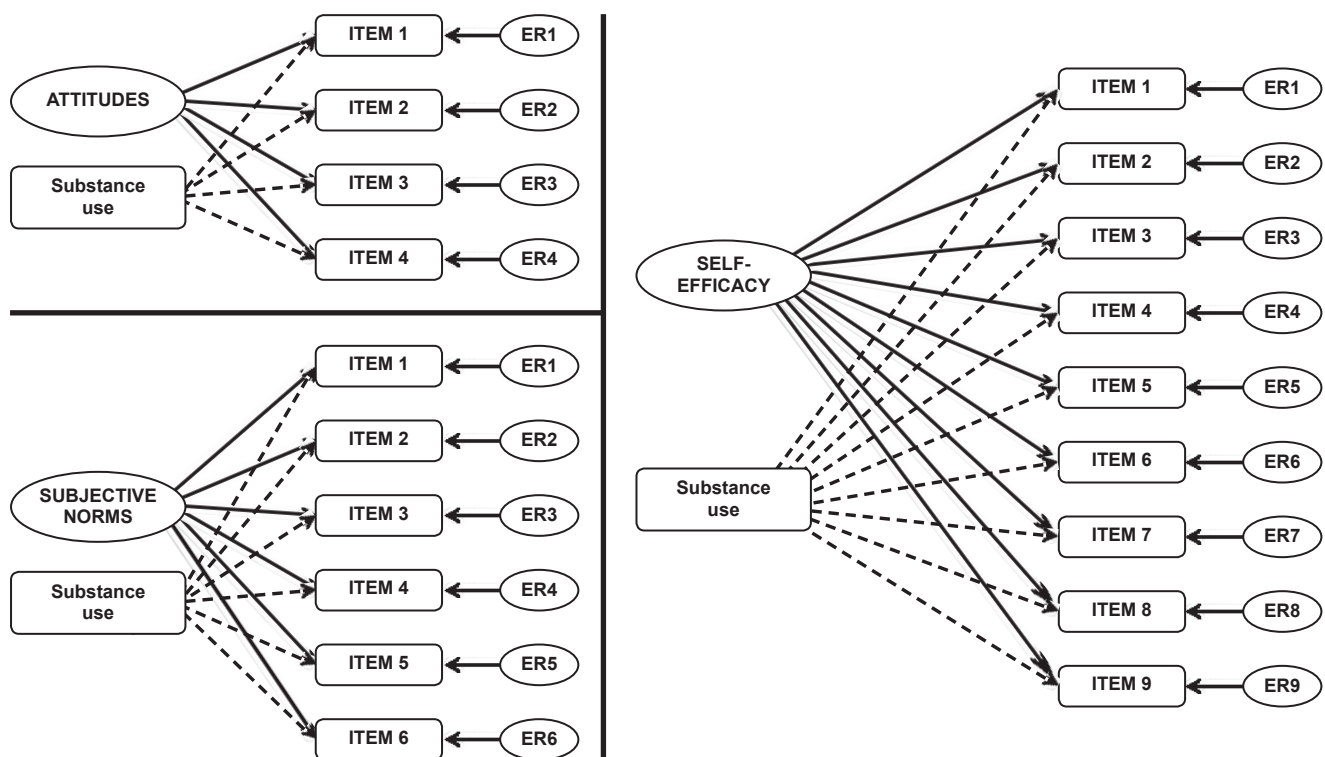 ITEM 1
ER1
ATTITUDES
ITEM 2
ER2
Substance
use
ITEM 3
ER3
ITEM 4
ER4
ITEM 1
ER1
ITEM 2
ER2
SUBJECTIVE
NORMS
ITEM 3
ER3
Substance
use
ITEM 4
ER4
ITEM 5
ER5
ITEM 6
ER6
ITEM 1
ER1
ITEM 2
ER2
ITEM 3
ER3
SELF-
EFFICACY
ITEM 4
ER4
ITEM 5
ER5
ITEM 6
ER6
Substance
use
ITEM 7
ER7
ITEM 8
ER8
ITEM 9
ER9